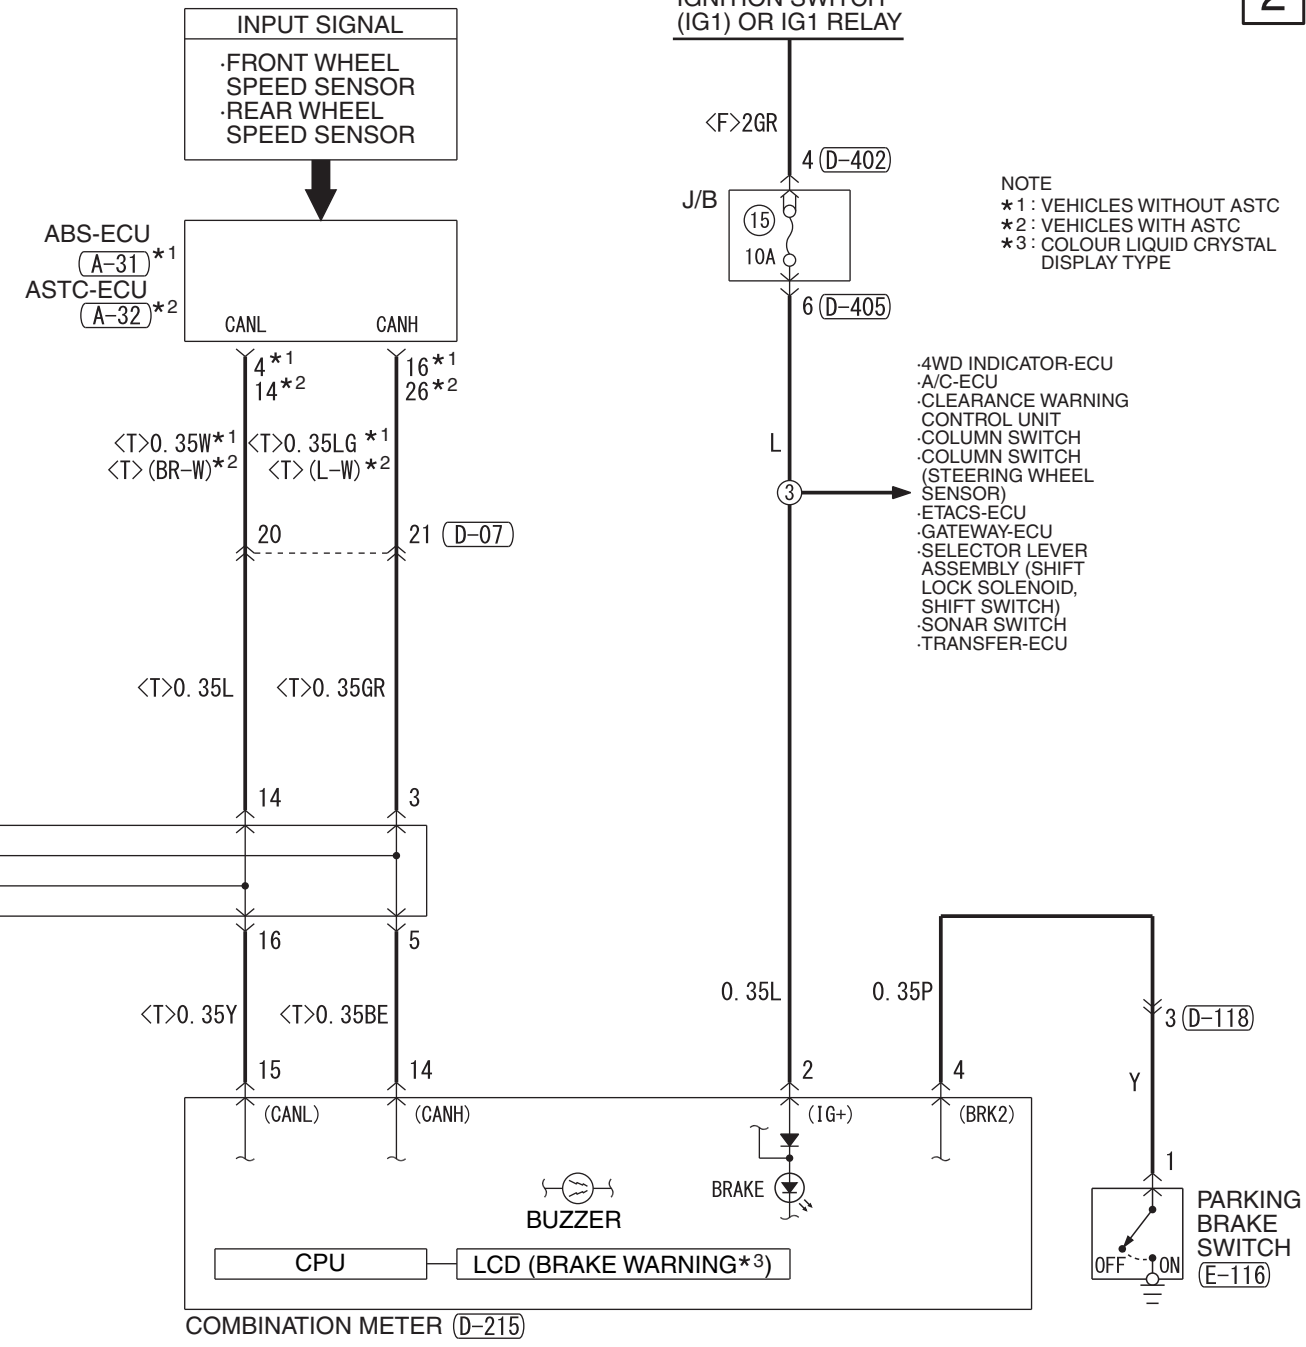 INPUT SIGNAL
·FRONT WHEEL
SPEED SENSOR
·REAR WHEEL
SPEED SENSOR
IGNITION SWITCH
(IG1) OR IG1 RELAY
2
<F>2GR
4 (D-402)
J/B
15
10A
6 (D-405)
NOTE
*1 : VEHICLES WITHOUT ASTC
*2 : VEHICLES WITH ASTC
*3 : COLOUR LIQUID CRYSTAL
DISPLAY TYPE
ABS-ECU
(A-31)*1
ASTC-ECU
(A-32)*2
CANL CANH
4*1 16*1
14*2 26*2
<T>0.35W*1 <T>0.35LG *1
<T>(BR-W)*2 <T>(L-W)*2
20 21 (D-07)
L
3
·4WD INDICATOR-ECU
·A/C-ECU
·CLEARANCE WARNING
CONTROL UNIT
·COLUMN SWITCH
·COLUMN SWITCH
(STEERING WHEEL
SENSOR)
·ETACS-ECU
·GATEWAY-ECU
·SELECTOR LEVER
ASSEMBLY (SHIFT
LOCK SOLENOID,
SHIFT SWITCH)
·SONAR SWITCH
·TRANSFER-ECU
<T>0.35L <T>0.35GR
14 3
16 5
<T>0.35Y <T>0.35BE 0.35L 0.35P
3 (D-118)
15 14 2 4
Y
(CANL) (CANH) (IG+) (BRK2)
1
BRAKE
BUZZER
CPU LCD (BRAKE WARNING*3)
PARKING
BRAKE
SWITCH
(E-116)
OFF ON
COMBINATION METER (D-215)